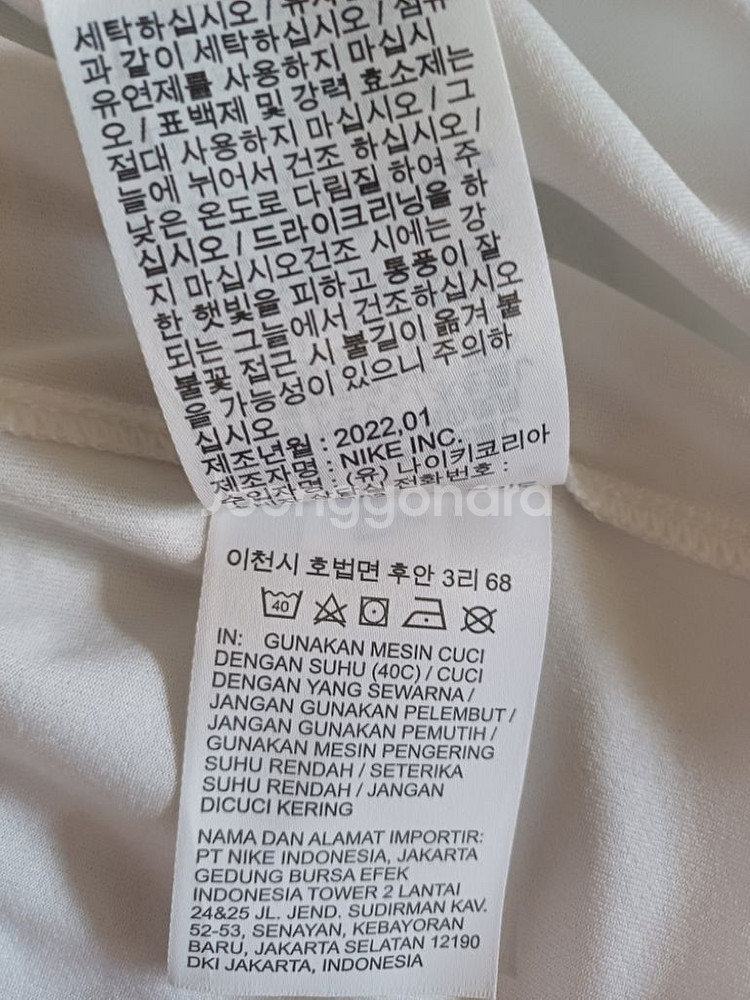 세탁하십시오 /
과 같이 세탁하십시오 / 섬유
유연제를 사용하지 마십시
오 / 표백제 및 강력 효소제는
절대 사용하지 마십시오 / 그
늘에 뉘어서 건조 하십시오 /
낮은 온도로 다림질 하여 주
십시오 / 드라이크리닝을 하
지 마십시오건조 시에는 강
한 햇빛을 피하고 통풍이 잘
되는 그늘에서 건조하십시오
불꽃 접근 시 불길이 옮겨 붙
을 가능성이 있으니 주의하
십시오
제조년월 : 2022,01
제조자명 : NIKE INC.
수입자명 : (유) 나이키코리아
전화번호 :
younggonara
이천시 호법면 후안 3리 68
40
IN: GUNAKAN MESIN CUCI
DENGAN SUHU (40C) / CUCI
DENGAN YANG SEWARNA /
JANGAN GUNAKAN PELEMBUT /
JANGAN GUNAKAN PEMUTIH /
GUNAKAN MESIN PENGERING
SUHU RENDAH / SETERIKA
SUHU RENDAH / JANGAN
DICUCI KERING
NAMA DAN ALAMAT IMPORTIR:
PT NIKE INDONESIA, JAKARTA
GEDUNG BURSA EFEK
INDONESIA TOWER 2 LANTAI
24&25 JL. JEND. SUDIRMAN KAV.
52-53, SENAYAN, KEBAYORAN
BARU, JAKARTA SELATAN 12190
DKI JAKARTA, INDONESIA